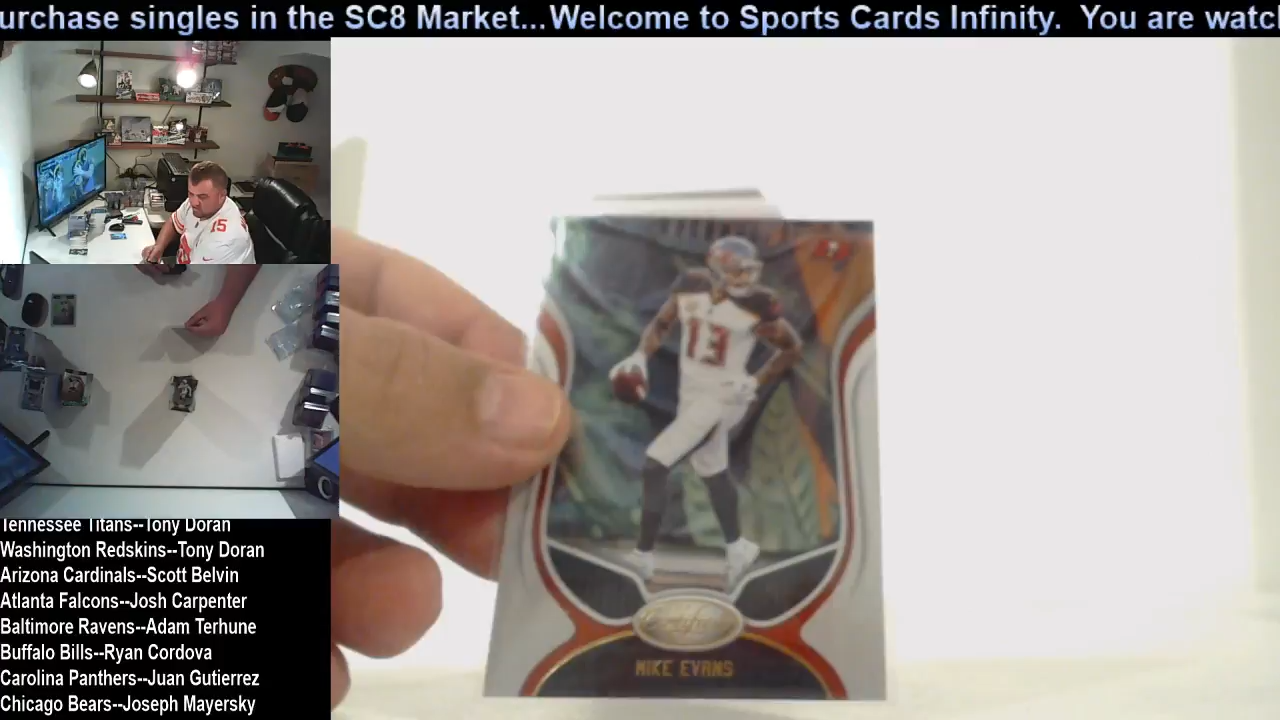 urchase singles in the SC8 Market...Welcome to Sports Cards Infinity.  You are watc
15
13
MIKE EVANS
Tennessee Titans--Tony Doran
Washington Redskins--Tony Doran
Arizona Cardinals--Scott Belvin
Atlanta Falcons--Josh Carpenter
Baltimore Ravens--Adam Terhune
Buffalo Bills--Ryan Cordova
Carolina Panthers--Juan Gutierrez
Chicago Bears--Joseph Mayersky